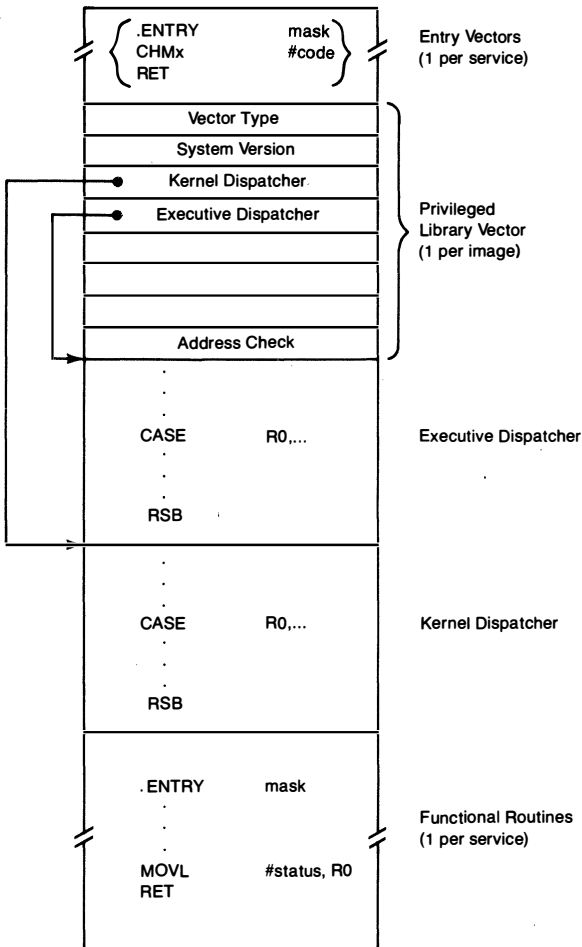 .ENTRY mask
CHMx #code
RET
Entry Vectors
(1 per service)
Vector Type
System Version
Kernel Dispatcher
Executive Dispatcher
Address Check
Privileged
Library Vector
(1 per image)
CASE R0,...
RSB
Executive Dispatcher
CASE R0,...
RSB
Kernel Dispatcher
.ENTRY mask
MOVL #status, R0
RET
Functional Routines
(1 per service)